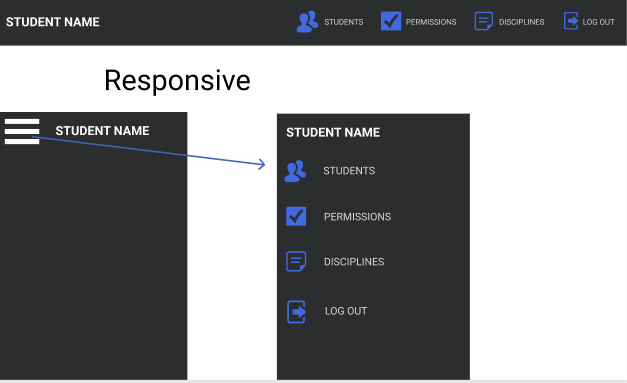 STUDENT NAME STUDENTS PERMISSIONS DISCIPLINES LOG OUT
Responsive
STUDENT NAME
STUDENT NAME
STUDENTS
PERMISSIONS
DISCIPLINES
LOG OUT